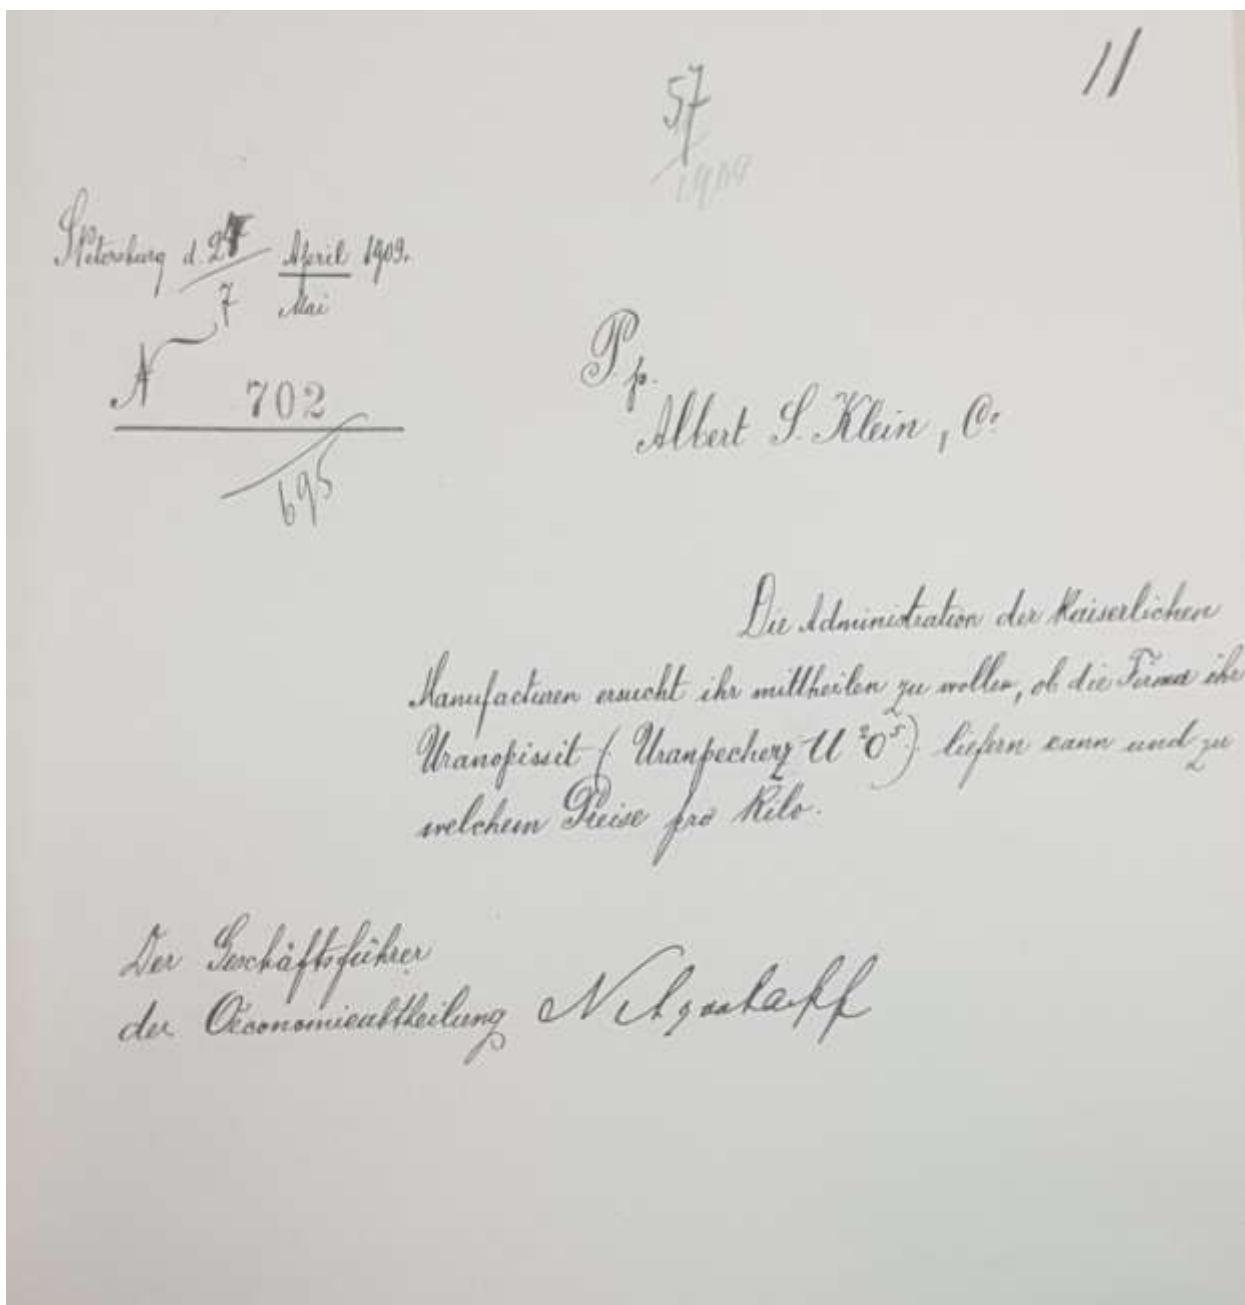 11
57
1909
St Petersburg d. 24 April 1909.
7 Mai
N 702
695
P. p.
Albert S. Klein, Co
Die Administration der Kaiserlichen
Manufacturen ersucht ihr mittheilen zu wollen, ob die Firma ihr
Uranopissit (Uranpecherz U²O⁵) liefern kann und zu
welchem Preise pro Kilo.
Der Geschäftsführer
der Oeconomieabtheilung